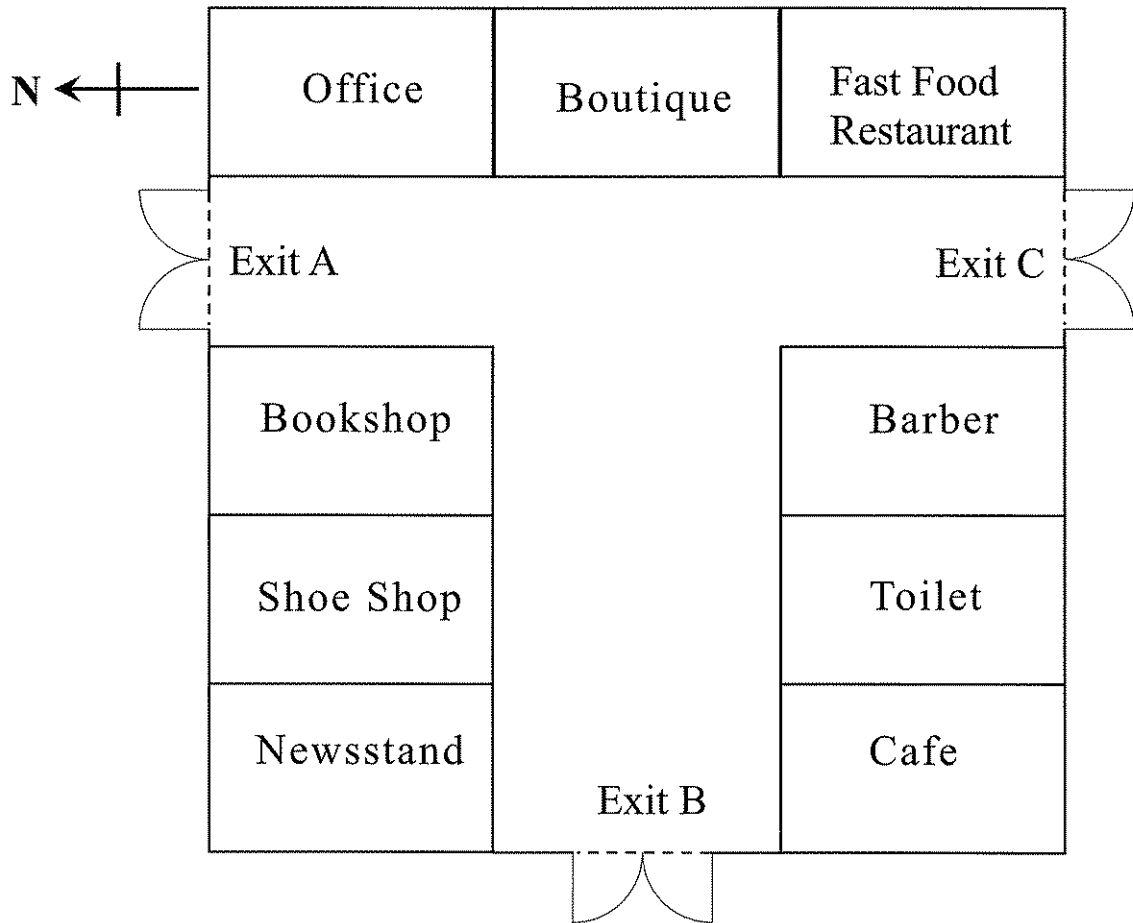 N
Office
Boutique
Fast Food
Restaurant
Exit A
Exit C
Bookshop
Barber
Shoe Shop
Toilet
Newsstand
Cafe
Exit B